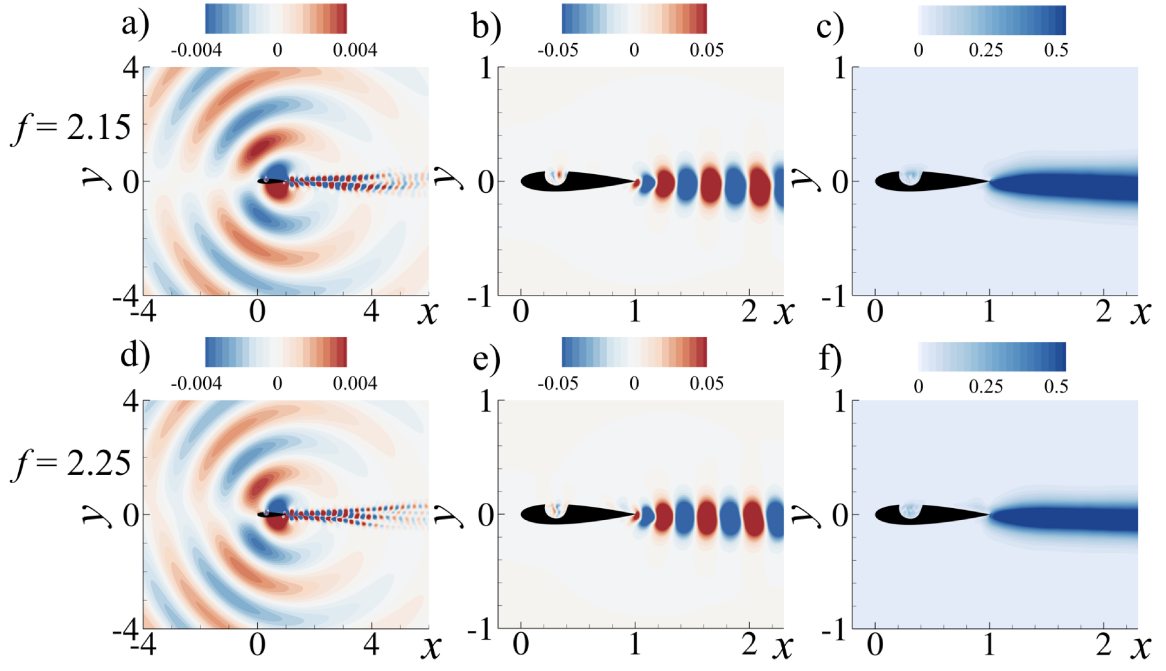 a) b) c)
-0.004 0 0.004 -0.05 0 0.05 0 0.25 0.5
f = 2.15
4 1 1
y 0 y 0 y 0
-4 -1 -1
-4 0 4 x 0 1 2 x 0 1 2 x
d) e) f)
-0.004 0 0.004 -0.05 0 0.05 0 0.25 0.5
f = 2.25
4 1 1
y 0 y 0 y 0
-4 -1 -1
-4 0 4 x 0 1 2 x 0 1 2 x